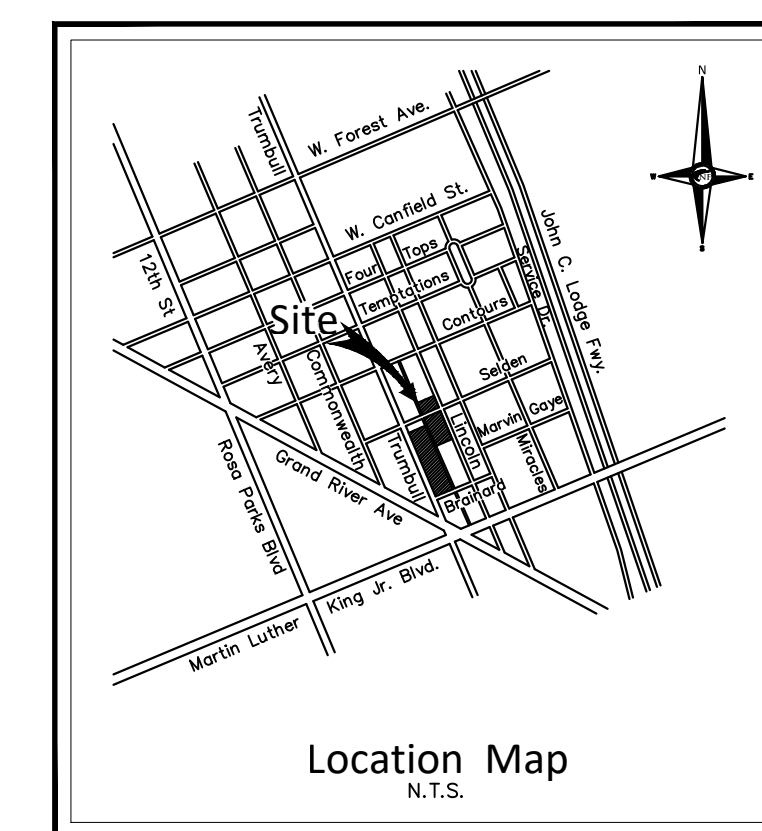 N
W
E
S
Trumbull
W. Forest Ave.
W. Canfield St.
John C. Lodge Fwy.
Service Dr.
12th St
Four
Tops
Temptations
Contours
Site
Avery
Commonwealth
Selden
Marvin Gaye
Lincoln
Miracles
Trumbull
Brainard
Rosa Parks Blvd
Grand River Ave
Martin Luther King Jr. Blvd.
Location Map
N.T.S.